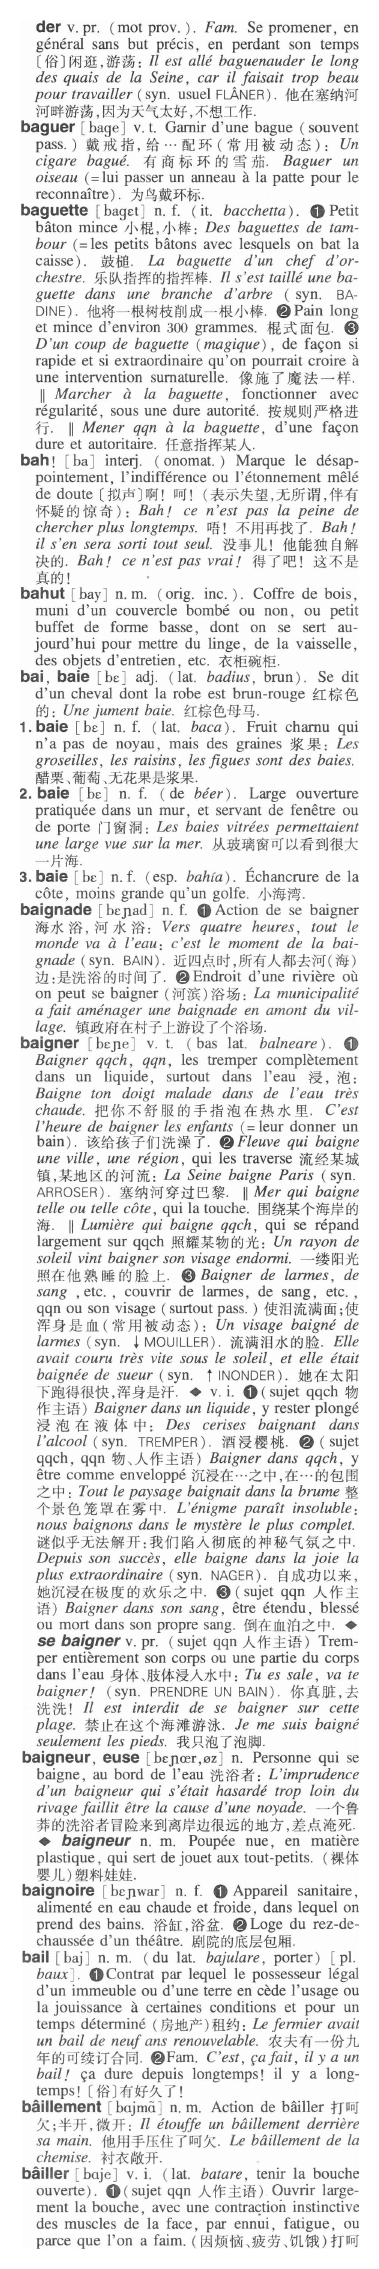 der v. pr. (mot prov.). Fam. Se promener, en
général sans but précis, en perdant son temps
〔俗〕闲逛,游荡: Il est allé baguenauder le long
des quais de la Seine, car il faisait trop beau
pour travailler (syn. FLÂNER). 他在塞纳河
河畔游荡,因为天气太好,不想工作.
baguer [bage] v. t. Garnir d'une bague (souvent
pass.) 戴戒指,给…配环(常用被动态): Un
cigare bagué. 有商标环的雪茄. Baguer un
oiseau (=lui passer un anneau à la patte pour le
reconnaître). 为鸟戴环标.
baguette [bagɛt] n. f. (it. bacchetta). ❶ Petit
bâton mince 小棍,小棒: Des baguettes de tam-
bour (=les petits bâtons avec lesquels on bat la
caisse). 鼓槌. La baguette d'un chef d'or-
chestre. 乐队指挥的指挥棒. Il s'est taillé une ba-
guette dans une branche d'arbre (syn. BA-
DINE). 他将一根树枝削成一根小棒. ❷ Pain long
et mince d'environ 300 grammes. 棍式面包. ❸
D'un coup de baguette (magique), de façon si
rapide et si extraordinaire qu'on pourrait croire à
une intervention surnaturelle. 像施了魔法一样.
‖ Marcher à la baguette, fonctionner avec
régularité, sous une dure autorité. 按规则严格进
行. ‖ Mener qqn à la baguette, d'une façon
dure et autoritaire. 任意指挥某人.
bah! [ba] interj. (onomat.) Marque le désap-
pointement, l'indifférence ou l'étonnement mêlé
de doute〔拟声〕啊! 呵! (表示失望,无所谓,伴有
怀疑的惊奇): Bah! ce n'est pas la peine de
chercher plus longtemps. 唔! 不用再找了. Bah!
il s'en sera sorti tout seul. 没事儿! 他能独自解
决的. Bah! ce n'est pas vrai! 得了吧! 这不是
真的!
bahut [bay] n. m. (orig. inc.). Coffre de bois,
muni d'un couvercle bombé ou non, ou petit
buffet de forme basse, dont on se sert au-
jourd'hui pour mettre du linge, de la vaisselle,
des objets d'entretien, etc. 衣柜碗柜.
bai, baie [bɛ] adj. (lat. badius, brun). Se dit
d'un cheval dont la robe est brun-rouge 红棕色
的: Une jument baie. 红棕色母马.
1. baie [bɛ] n. f. (lat. baca). Fruit charnu qui
n'a pas de noyau, mais des graines 浆果: Les
groseilles, les raisins, les figues sont des baies.
醋栗、葡萄、无花果是浆果.
2. baie [bɛ] n. f. (de béer). Large ouverture
pratiquée dans un mur, et servant de fenêtre ou
de porte 门窗洞: Les baies vitrées permettaient
une large vue sur la mer. 从玻璃窗可以看到很大
一片海.
3. baie [bɛ] n. f. (esp. bahía). Échancrure de la
côte, moins grande qu'un golfe. 小海湾.
baignade [bɛɲad] n. f. ❶ Action de se baigner
海水浴,河水浴: Vers quatre heures, tout le
monde va à l'eau: c'est le moment de la bai-
gnade (syn. BAIN). 近四点时,所有人都去河(海)
边:是洗浴的时间了. ❷ Endroit d'une rivière où
on peut se baigner (河滨)浴场: La municipalité
a fait aménager une baignade en amont du vil-
lage. 镇政府在村子上游设了个浴场.
baigner [bɛɲe] v. t. (bas lat. balneare). ❶
Baigner qqch, qqn, les tremper complètement
dans un liquide, surtout dans l'eau 浸,泡:
Baigne ton doigt malade dans de l'eau très
chaude. 把你不舒服的手指泡在热水里. C'est
l'heure de baigner les enfants (=leur donner un
bain). 该给孩子们洗澡了. ❷ Fleuve qui baigne
une ville, une région, qui les traverse 流经某城
镇,某地区的河流: La Seine baigne Paris (syn.
ARROSER). 塞纳河穿过巴黎. ‖ Mer qui baigne
telle ou telle côte, qui la touche. 围绕某个海岸的
海. ‖ Lumière qui baigne qqch, qui se répand
largement sur qqch 照耀某物的光: Un rayon de
soleil vint baigner son visage endormi. 一缕阳光
照在他熟睡的脸上. ❸ Baigner de larmes, de
sang, etc., couvrir de larmes, de sang, etc.,
qqn ou son visage (surtout pass.) 使泪流满面;使
浑身是血(常用被动态): Un visage baigné de
larmes (syn. ↓MOUILLER). 流满泪水的脸. Elle
avait couru très vite sous le soleil, et elle était
baignée de sueur (syn. ↑INONDER). 她在太阳
下跑得很快,浑身是汗. ◆ v. i. ❶ (sujet qqch 物
作主语) Baigner dans un liquide, y rester plongé
浸泡在液体中: Des cerises baignant dans
l'alcool (syn. TREMPER). 酒浸樱桃. ❷ (sujet
qqch, qqn 物、人作主语) Baigner dans qqch, y
être comme enveloppé 沉浸在…之中,在…的包围
之中: Tout le paysage baignait dans la brume 整
个景色笼罩在雾中. L'énigme paraît insoluble:
nous baignons dans le mystère le plus complet.
谜似乎无法解开:我们陷入彻底的神秘气氛之中.
Depuis son succès, elle baigne dans la joie la
plus extraordinaire (syn. NAGER). 自成功以来,
她沉浸在极度的欢乐之中. ❸ (sujet qqn 人作主
语) Baigner dans son sang, être étendu, blessé
ou mort dans son propre sang. 倒在血泊之中. ◆
se baigner v. pr. (sujet qqn 人作主语) Trem-
per entièrement son corps ou une partie du corps
dans l'eau 身体、肢体浸入水中: Tu es sale, va te
baigner! (syn. PRENDRE UN BAIN). 你真脏,去
洗洗! Il est interdit de se baigner sur cette
plage. 禁止在这个海滩游泳. Je me suis baigné
seulement les pieds. 我只泡了泡脚.
baigneur, euse [bɛɲœr,øz] n. Personne qui se
baigne, au bord de l'eau 洗浴者: L'imprudence
d'un baigneur qui s'était hasardé trop loin du
rivage faillit être la cause d'une noyade. 一个鲁
莽的洗浴者冒险来到离岸边很远的地方,差点淹死.
◆ baigneur n. m. Poupée nue, en matière
plastique, qui sert de jouet aux tout-petits. (裸体
婴儿)塑料娃娃.
baignoire [bɛɲwar] n. f. ❶ Appareil sanitaire,
alimenté en eau chaude et froide, dans lequel on
prend des bains. 浴缸,浴盆. ❷ Loge du rez-de-
chaussée d'un théâtre. 剧院的底层包厢.
bail [baj] n. m. (du lat. bajulare, porter) [pl.
baux]. ❶ Contrat par lequel le possesseur légal
d'un immeuble ou d'une terre en cède l'usage ou
la jouissance à certaines conditions et pour un
temps déterminé (房地产)租约: Le fermier avait
un bail de neuf ans renouvelable. 农夫有一份九
年的可续订合同. ❷ Fam. C'est, ça fait, il y a un
bail! ça dure depuis longtemps! il y a long-
temps!〔俗〕有好久了!
bâillement [bɑjmã] n. m. Action de bâiller 打呵
欠;半开,微开: Il étouffe un bâillement derrière
sa main. 他用手压住了呵欠. Le bâillement de la
chemise. 衬衣敞开.
bâiller [bɑje] v. i. (lat. batare, tenir la bouche
ouverte). ❶ (sujet qqn 人作主语) Ouvrir large-
ment la bouche, avec une contraction instinctive
des muscles de la face, par ennui, fatigue, ou
parce que l'on a faim. (因烦恼、疲劳、饥饿)打呵